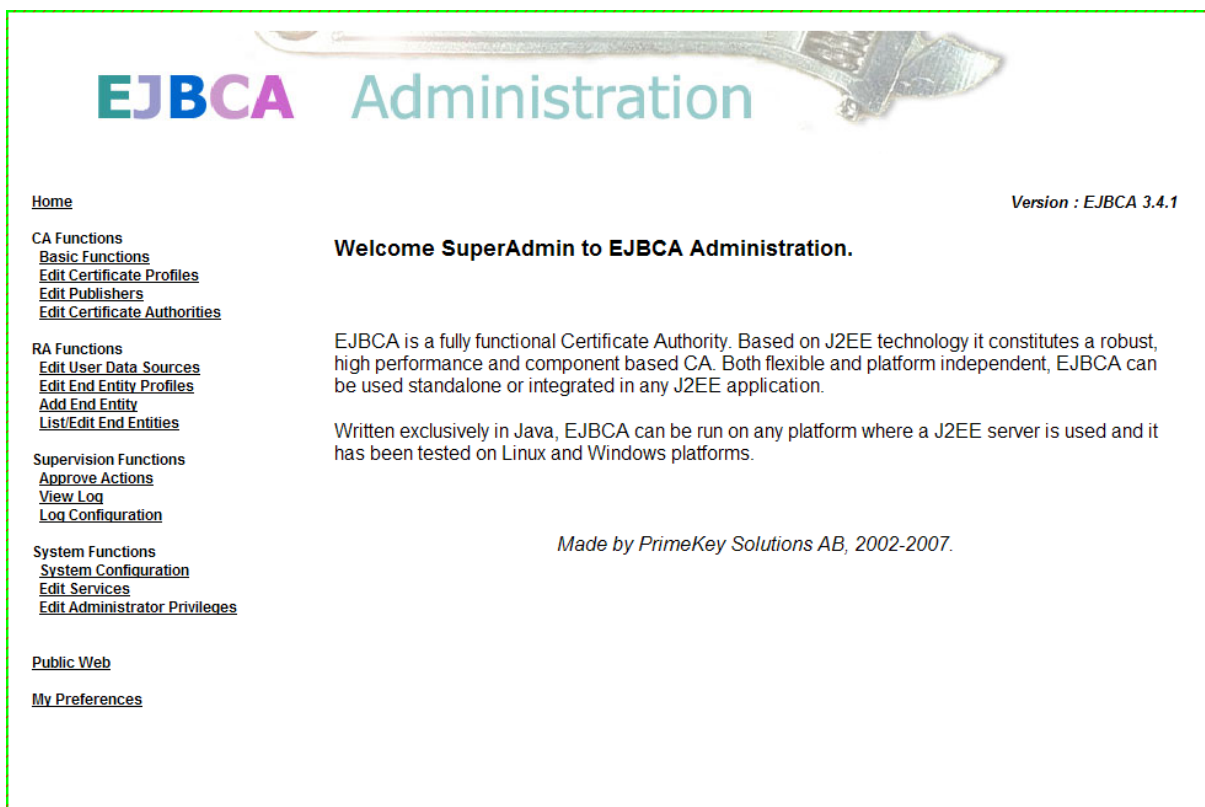 EJBCA Administration
Home
Version : EJBCA 3.4.1
CA Functions
Basic Functions
Edit Certificate Profiles
Edit Publishers
Edit Certificate Authorities
RA Functions
Edit User Data Sources
Edit End Entity Profiles
Add End Entity
List/Edit End Entities
Supervision Functions
Approve Actions
View Log
Log Configuration
System Functions
System Configuration
Edit Services
Edit Administrator Privileges
Public Web
My Preferences
Welcome SuperAdmin to EJBCA Administration.
EJBCA is a fully functional Certificate Authority. Based on J2EE technology it constitutes a robust,
high performance and component based CA. Both flexible and platform independent, EJBCA can
be used standalone or integrated in any J2EE application.
Written exclusively in Java, EJBCA can be run on any platform where a J2EE server is used and it
has been tested on Linux and Windows platforms.
Made by PrimeKey Solutions AB, 2002-2007.